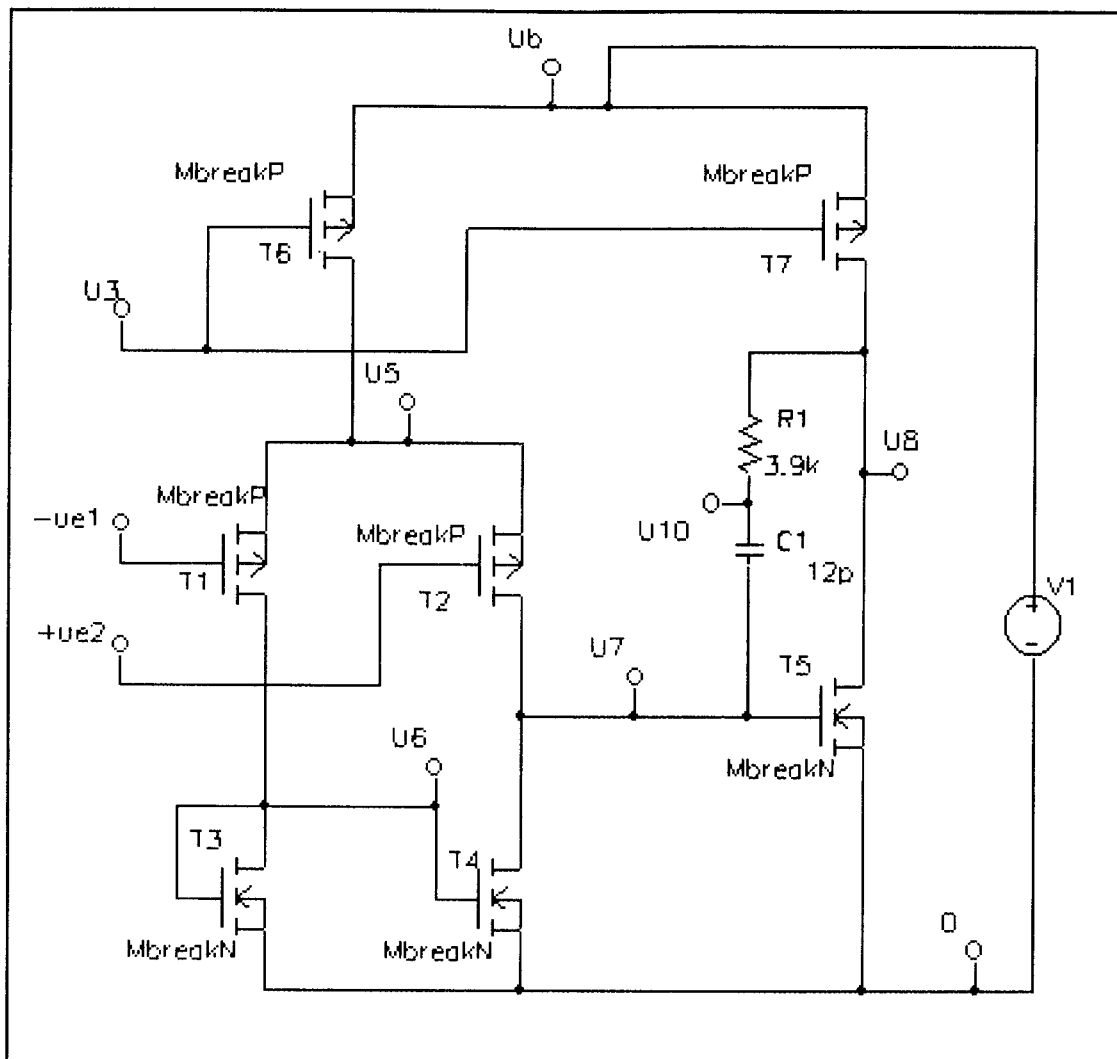 Ub
MbreakP
MbreakP
T6
T7
U3
U5
R1
3.9k
U8
MbreakP
-ue1
MbreakP
U10
C1
12p
T1
T2
V1
+ue2
U7
T5
U6
MbreakN
T3
T4
MbreakN
MbreakN
0